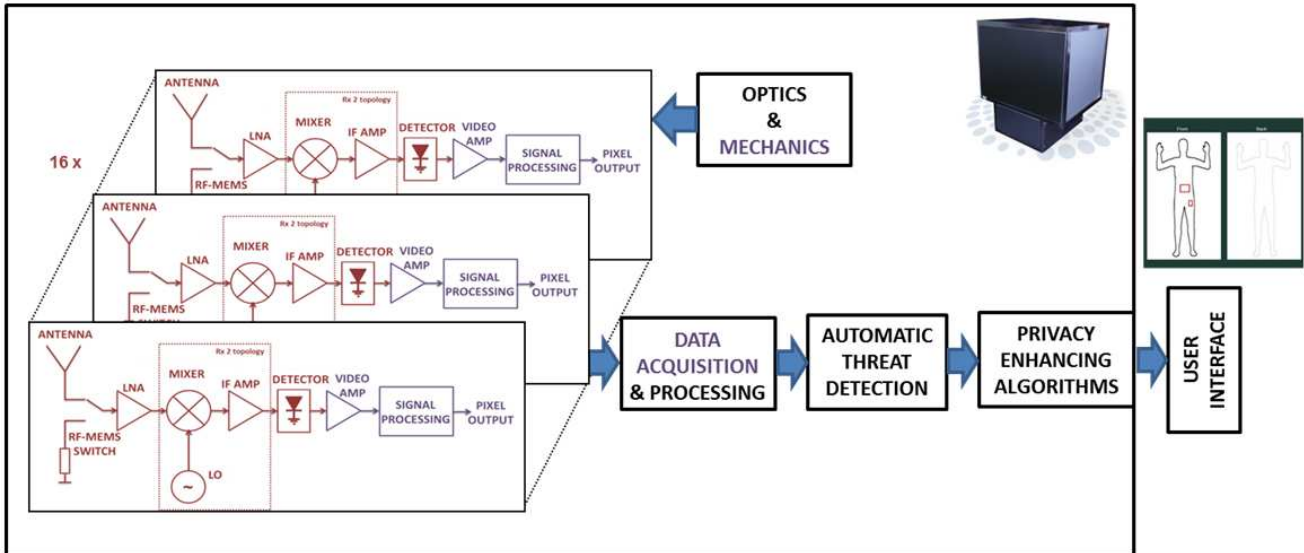 ANTENNA
Rx 2 topology
MIXER
IF AMP
LNA
DETECTOR
VIDEO
AMP
SIGNAL
PROCESSING
PIXEL
OUTPUT
RF-MEMS
16 x
ANTENNA
Rx 2 topology
MIXER
IF AMP
LNA
DETECTOR
VIDEO
AMP
SIGNAL
PROCESSING
PIXEL
OUTPUT
RF-MEMS
SWITCH
ANTENNA
Rx 2 topology
MIXER
IF AMP
LNA
DETECTOR
VIDEO
AMP
SIGNAL
PROCESSING
PIXEL
OUTPUT
RF-MEMS
SWITCH
LO
~
OPTICS
&
MECHANICS
DATA
ACQUISITION
& PROCESSING
AUTOMATIC
THREAT
DETECTION
PRIVACY
ENHANCING
ALGORITHMS
Front
Back
USER
INTERFACE